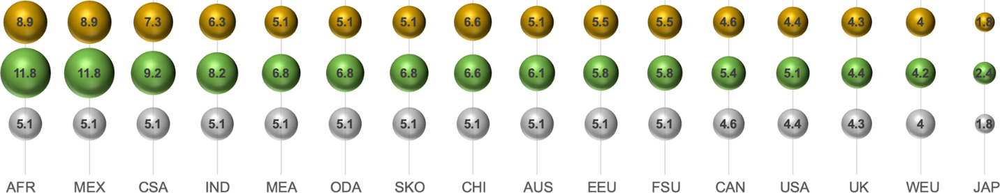 8.9 8.9 7.3 6.3 5.1 5.1 5.1 6.6 5.1 5.5 5.5 4.6 4.4 4.3 4 1.8
11.8 11.8 9.2 8.2 6.8 6.8 6.8 6.6 6.1 5.8 5.8 5.4 5.1 4.4 4.2 2.4
5.1 5.1 5.1 5.1 5.1 5.1 5.1 5.1 5.1 5.1 5.1 4.6 4.4 4.3 4 1.8
AFR MEX CSA IND MEA ODA SKO CHI AUS EEU FSU CAN USA UK WEU JAP